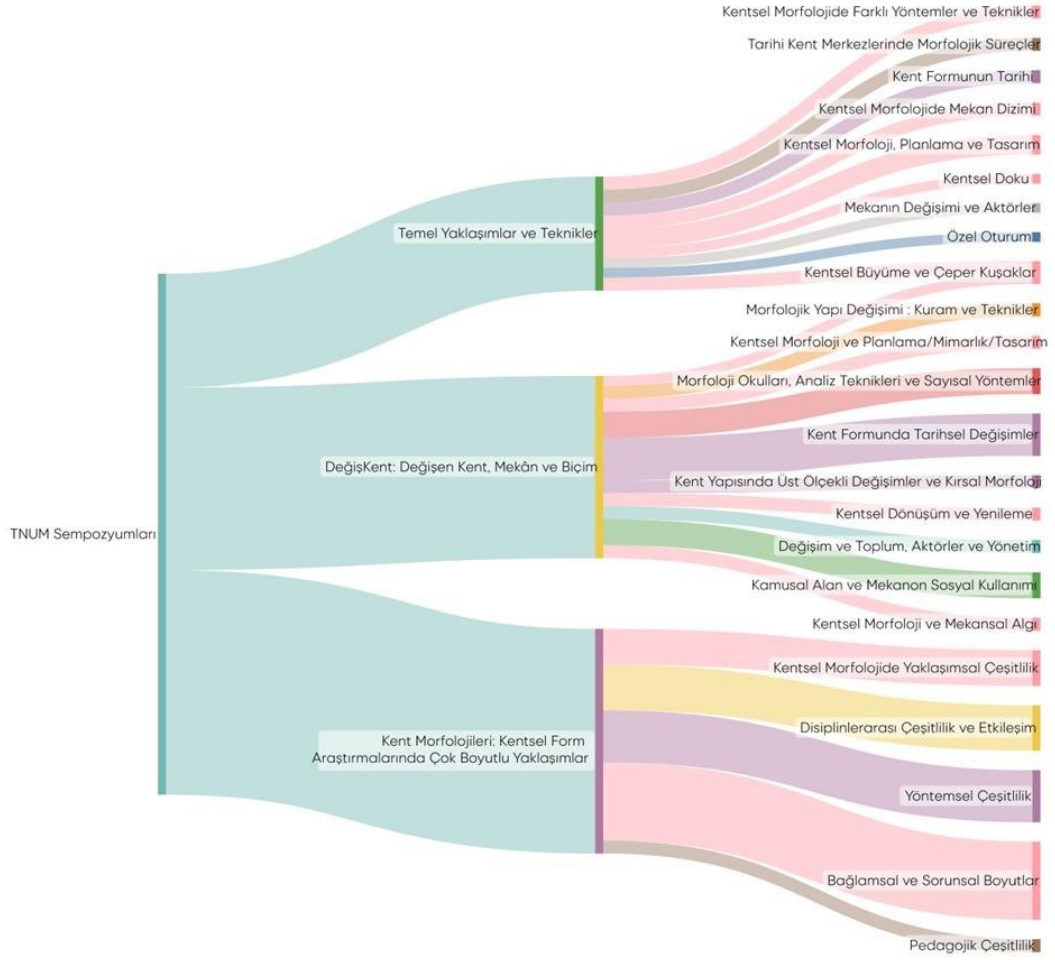 TNUM Sempozyumları
Temel Yaklaşımlar ve Teknikler
DeğişKent: Değişen Kent, Mekân ve Biçim
Kent Morfolojileri: Kentsel Form
Araştırmalarında Çok Boyutlu Yaklaşımlar
Kentsel Morfolojide Farklı Yöntemler ve Teknikler
Tarihi Kent Merkezlerinde Morfolojik Süreçler
Kent Formunun Tarihi
Kentsel Morfolojide Mekan Dizimi
Kentsel Morfoloji, Planlama ve Tasarım
Kentsel Doku
Mekanın Değişimi ve Aktörler
Özel Oturum
Kentsel Büyüme ve Çeper Kuşaklar
Morfolojik Yapı Değişimi : Kuram ve Teknikler
Kentsel Morfoloji ve Planlama/Mimarlık/Tasarım
Morfoloji Okulları, Analiz Teknikleri ve Sayısal Yöntemler
Kent Formunda Tarihsel Değişimler
Kent Yapısında Üst Ölçekli Değişimler ve Kırsal Morfoloji
Kentsel Dönüşüm ve Yenileme
Değişim ve Toplum, Aktörler ve Yönetim
Kamusal Alan ve Mekanon Sosyal Kullanımı
Kentsel Morfoloji ve Mekansal Algı
Kentsel Morfolojide Yaklaşımsal Çeşitlilik
Disiplinlerarası Çeşitlilik ve Etkileşim
Yöntemsel Çeşitlilik
Bağlamsal ve Sorunsal Boyutlar
Pedagojik Çeşitlilik